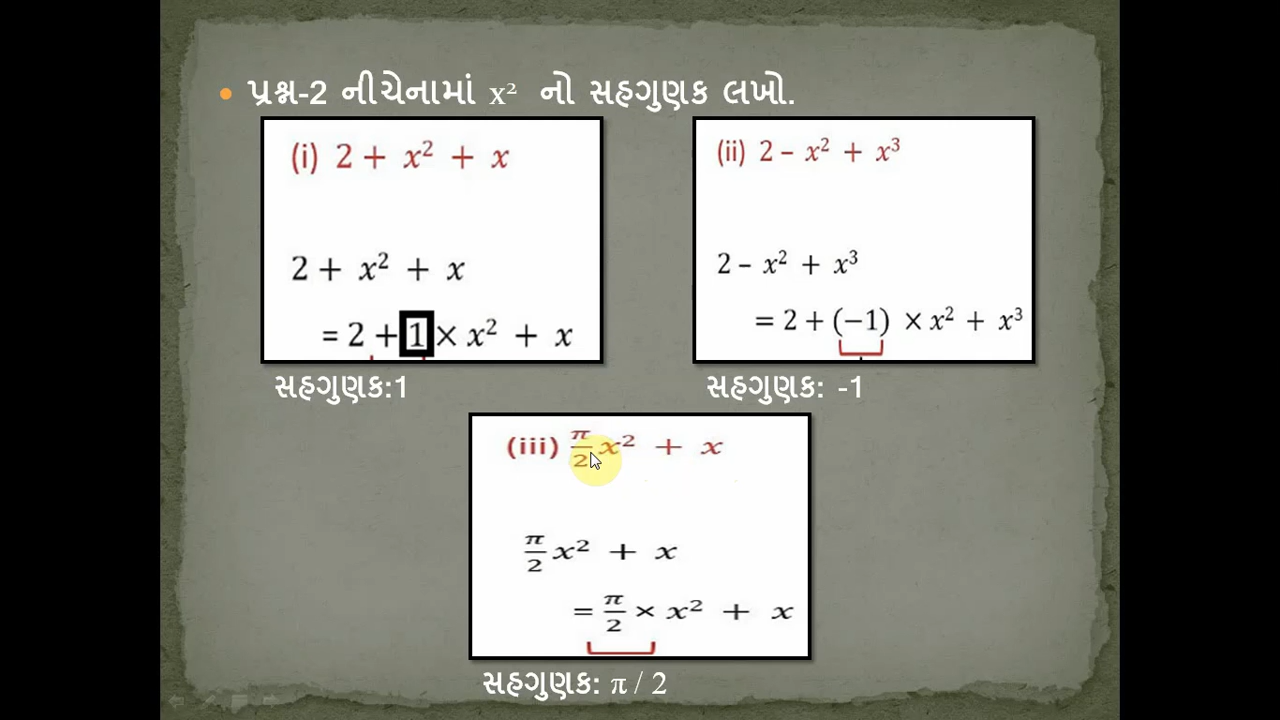 પ્રશ્ન-2 નીચેનામાં x² નો સહગુણક લખો.
(i) 2 + x² + x
2 + x² + x
= 2 + 1 × x² + x
સહગુણક:1
(ii) 2 – x² + x³
2 – x² + x³
= 2 + (−1) × x² + x³
સહગુણક: -1
(iii) π/2 x² + x
π/2 x² + x
= π/2 × x² + x
સહગુણક: π / 2